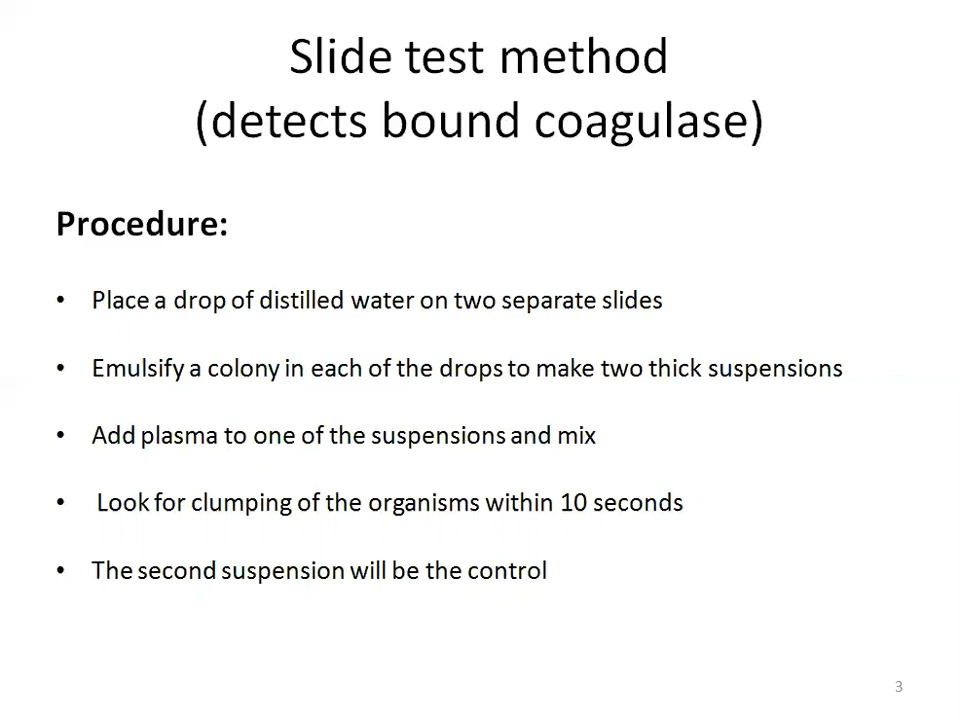 Slide test method
(detects bound coagulase)
Procedure:
• Place a drop of distilled water on two separate slides
• Emulsify a colony in each of the drops to make two thick suspensions
• Add plasma to one of the suspensions and mix
• Look for clumping of the organisms within 10 seconds
• The second suspension will be the control
3